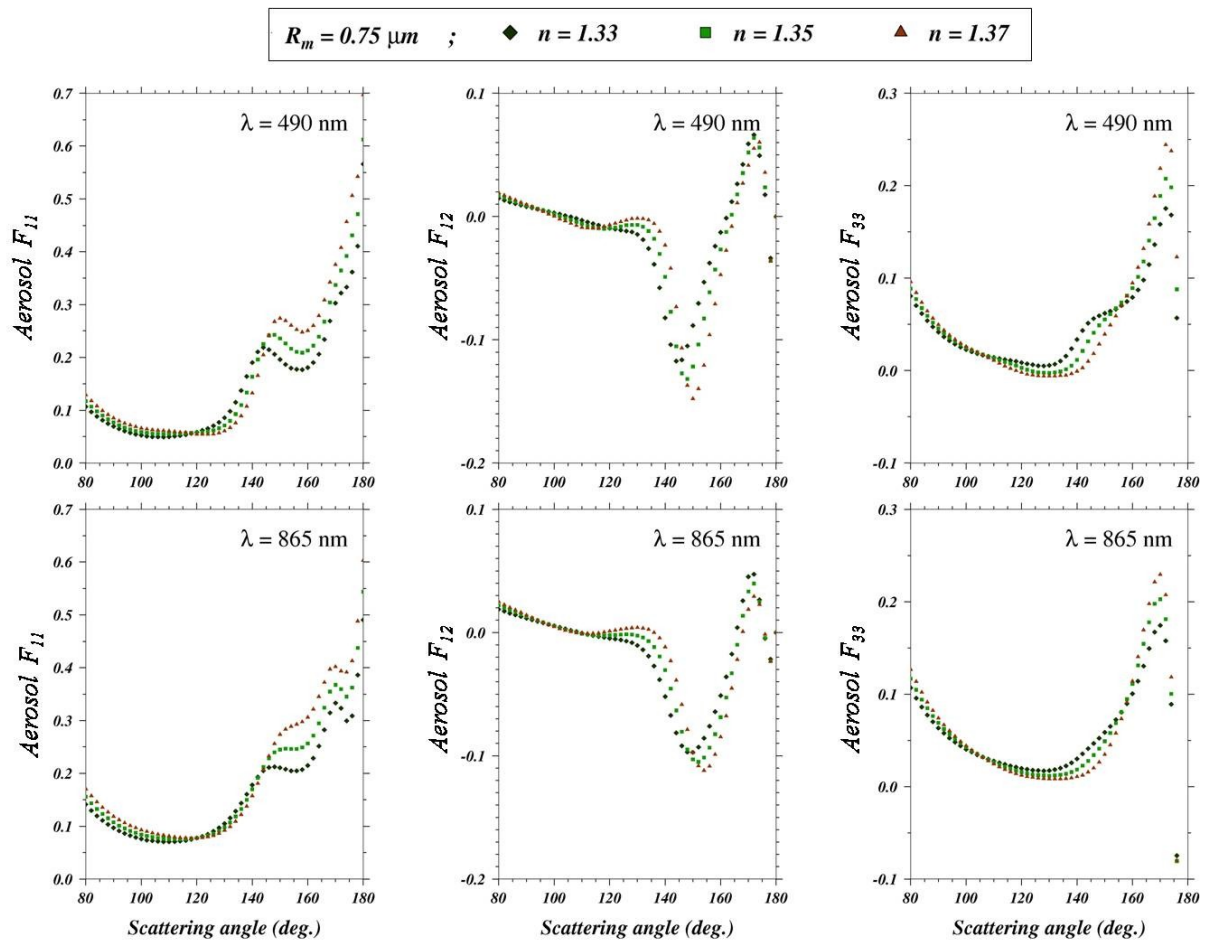 R_m = 0.75 μm ; n = 1.33 n = 1.35 n = 1.37
λ = 490 nm
Aerosol F_11
0.7
0.6
0.5
0.4
0.3
0.2
0.1
0.0
80 100 120 140 160 180
λ = 490 nm
Aerosol F_12
0.1
0.0
-0.1
-0.2
80 100 120 140 160 180
λ = 490 nm
Aerosol F_33
0.3
0.2
0.1
0.0
-0.1
80 100 120 140 160 180
λ = 865 nm
Aerosol F_11
0.7
0.6
0.5
0.4
0.3
0.2
0.1
0.0
80 100 120 140 160 180
Scattering angle (deg.)
λ = 865 nm
Aerosol F_12
0.1
0.0
-0.1
-0.2
80 100 120 140 160 180
Scattering angle (deg.)
λ = 865 nm
Aerosol F_33
0.3
0.2
0.1
0.0
-0.1
80 100 120 140 160 180
Scattering angle (deg.)